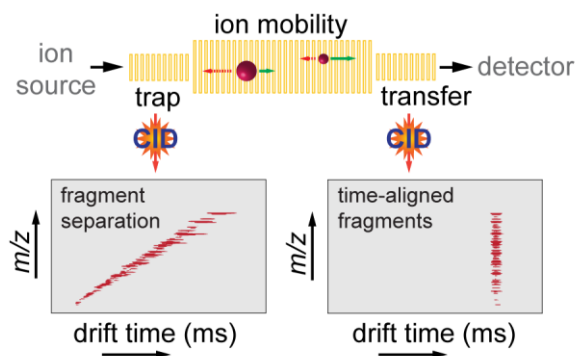 ion mobility
ion
source
detector
trap
transfer
CID
CID
fragment
separation
time-aligned
fragments
m/z
m/z
drift time (ms)
drift time (ms)